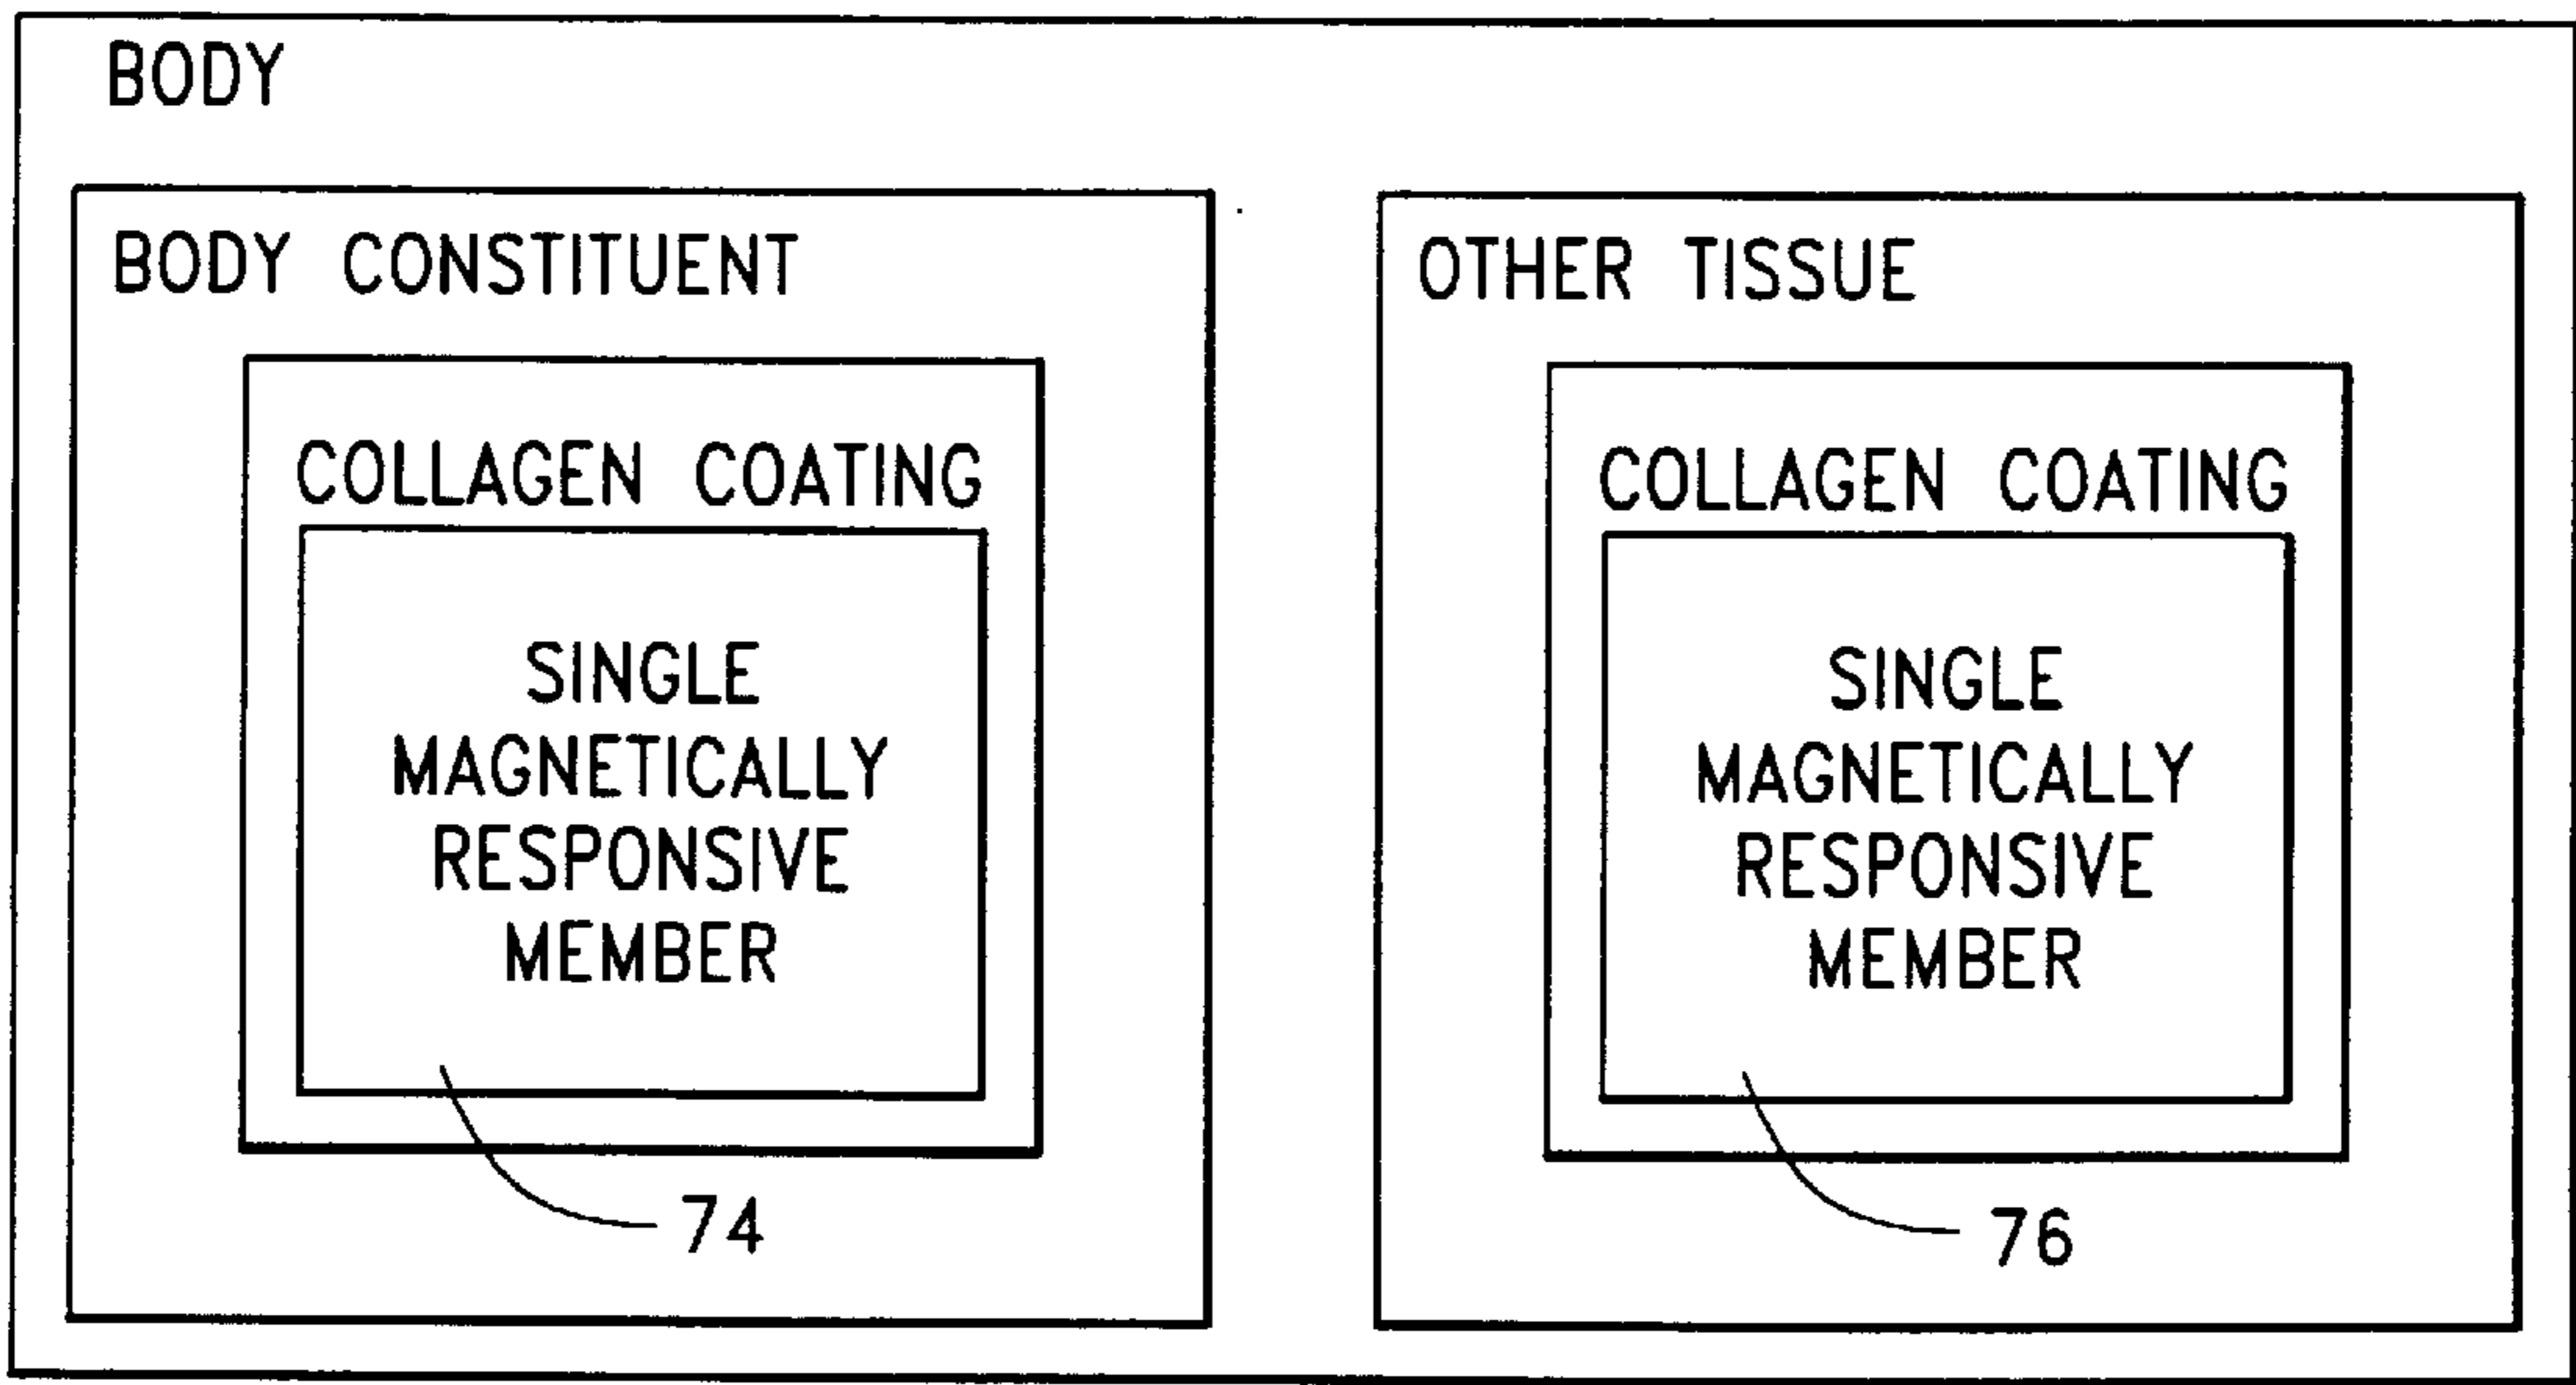 BODY
BODY CONSTITUENT
COLLAGEN COATING
SINGLE
MAGNETICALLY
RESPONSIVE
MEMBER
74
OTHER TISSUE
COLLAGEN COATING
SINGLE
MAGNETICALLY
RESPONSIVE
MEMBER
76